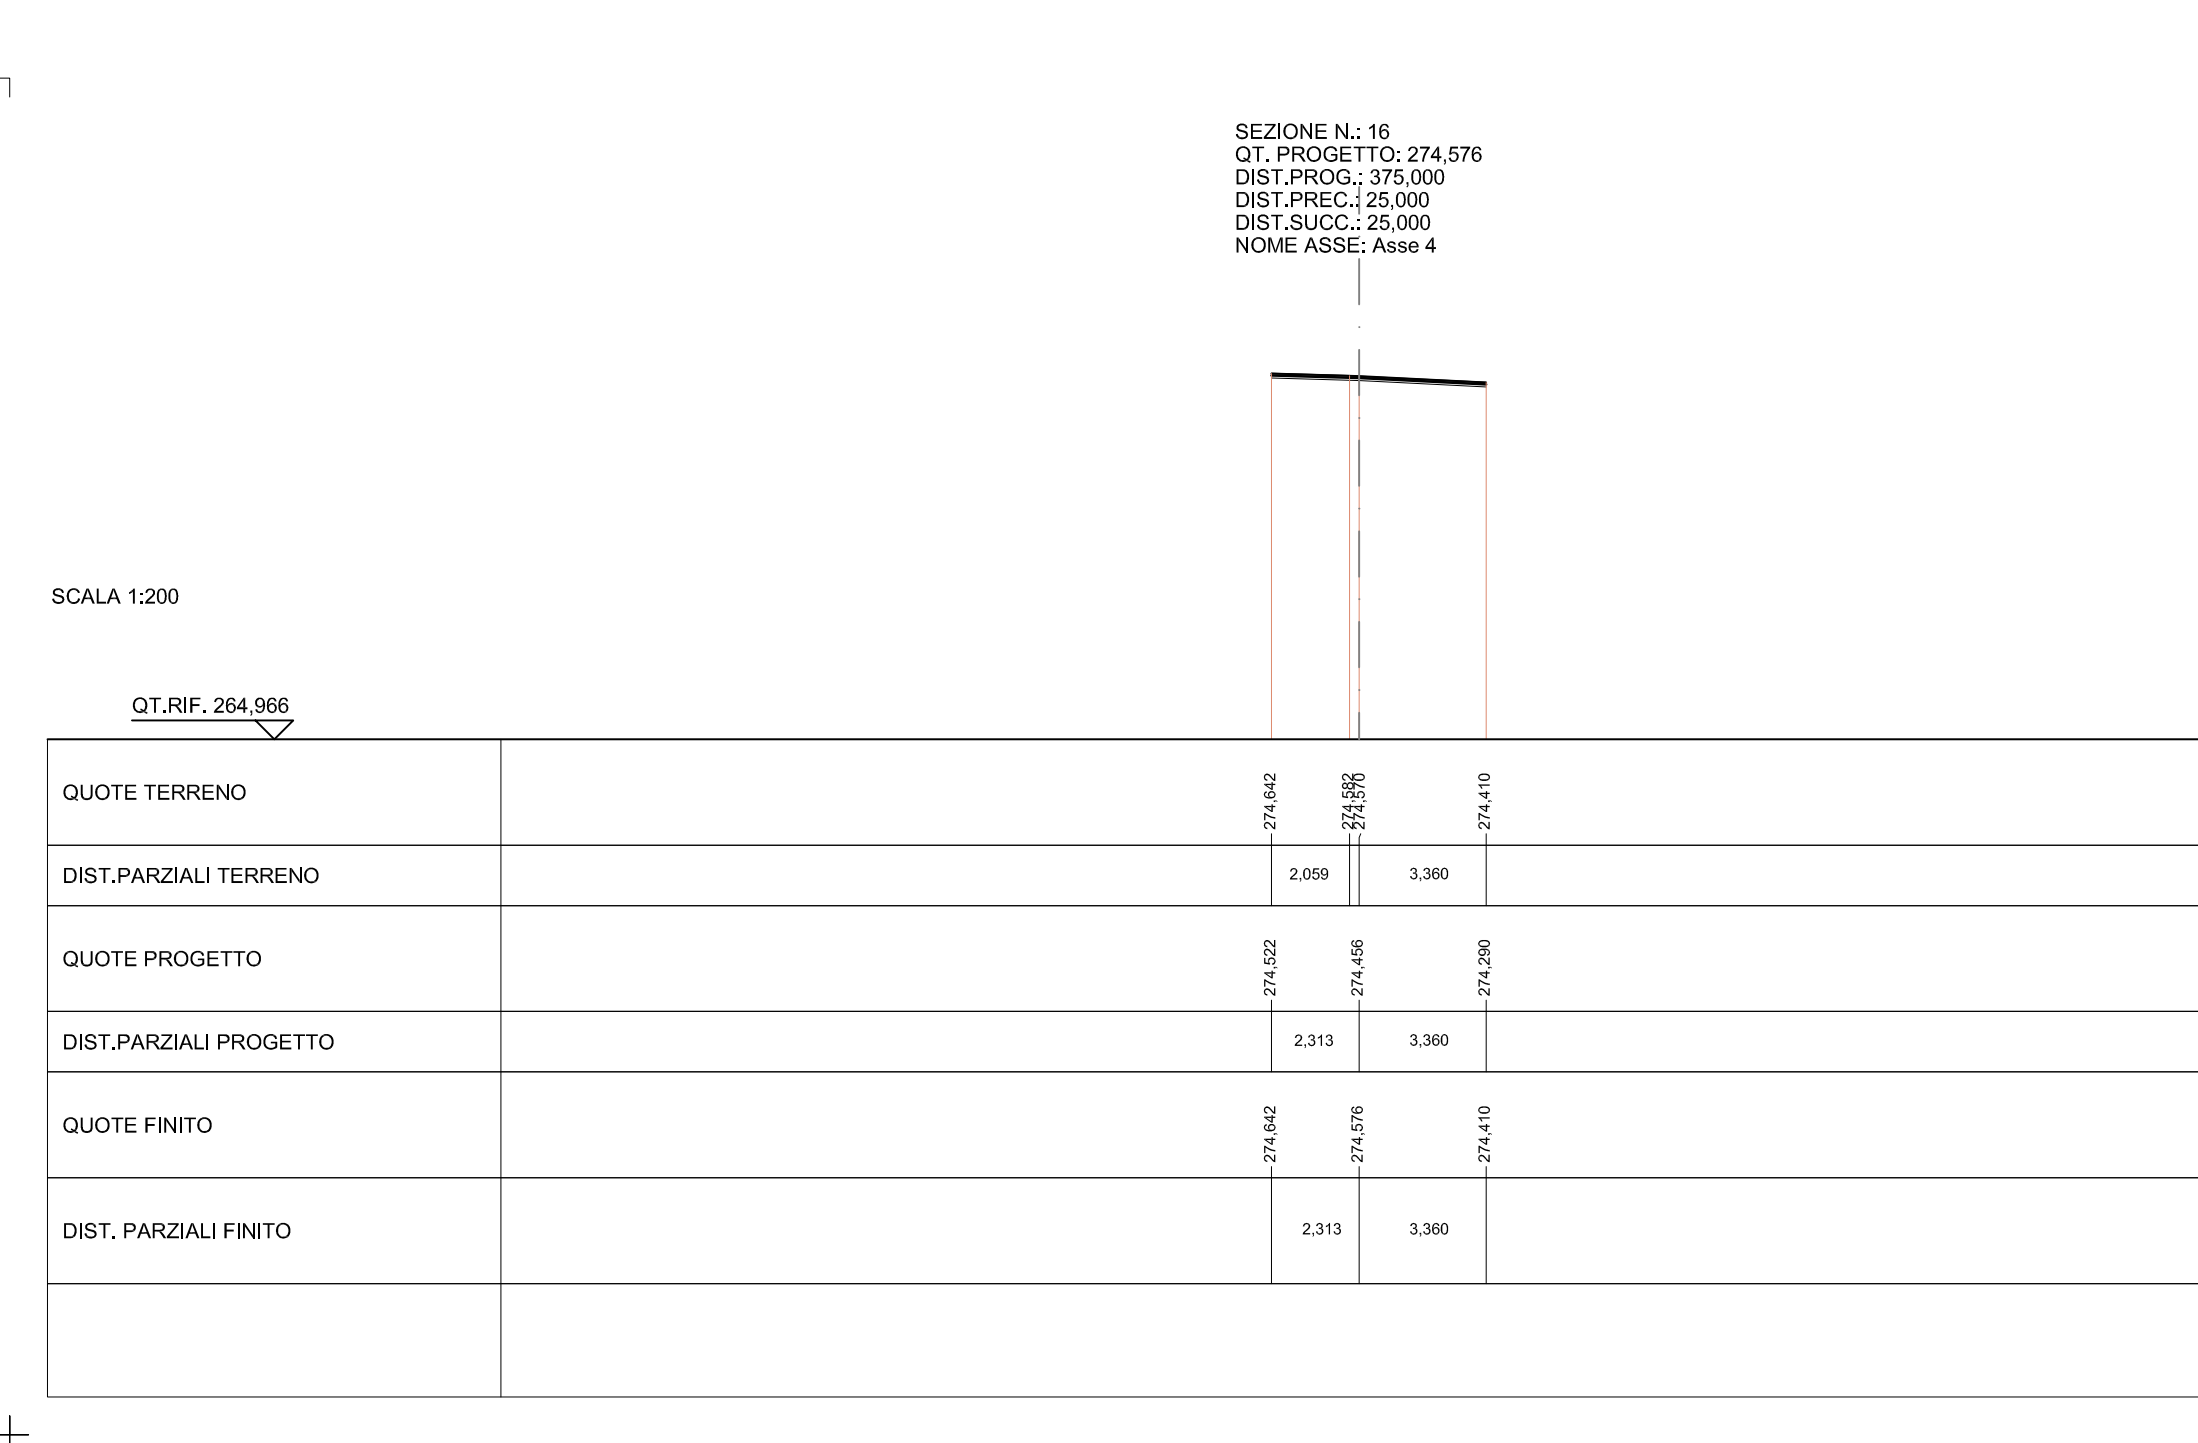 SEZIONE N.: 16
QT. PROGETTO: 274,576
DIST.PROG.: 375,000
DIST.PREC.: 25,000
DIST.SUCC.: 25,000
NOME ASSE: Asse 4
SCALA 1:200
QT.RIF. 264,966
QUOTE TERRENO
274,642
274,582
274,570
274,410
DIST.PARZIALI TERRENO
2,059
3,360
QUOTE PROGETTO
274,522
274,456
274,290
DIST.PARZIALI PROGETTO
2,313
3,360
QUOTE FINITO
274,642
274,576
274,410
DIST. PARZIALI FINITO
2,313
3,360